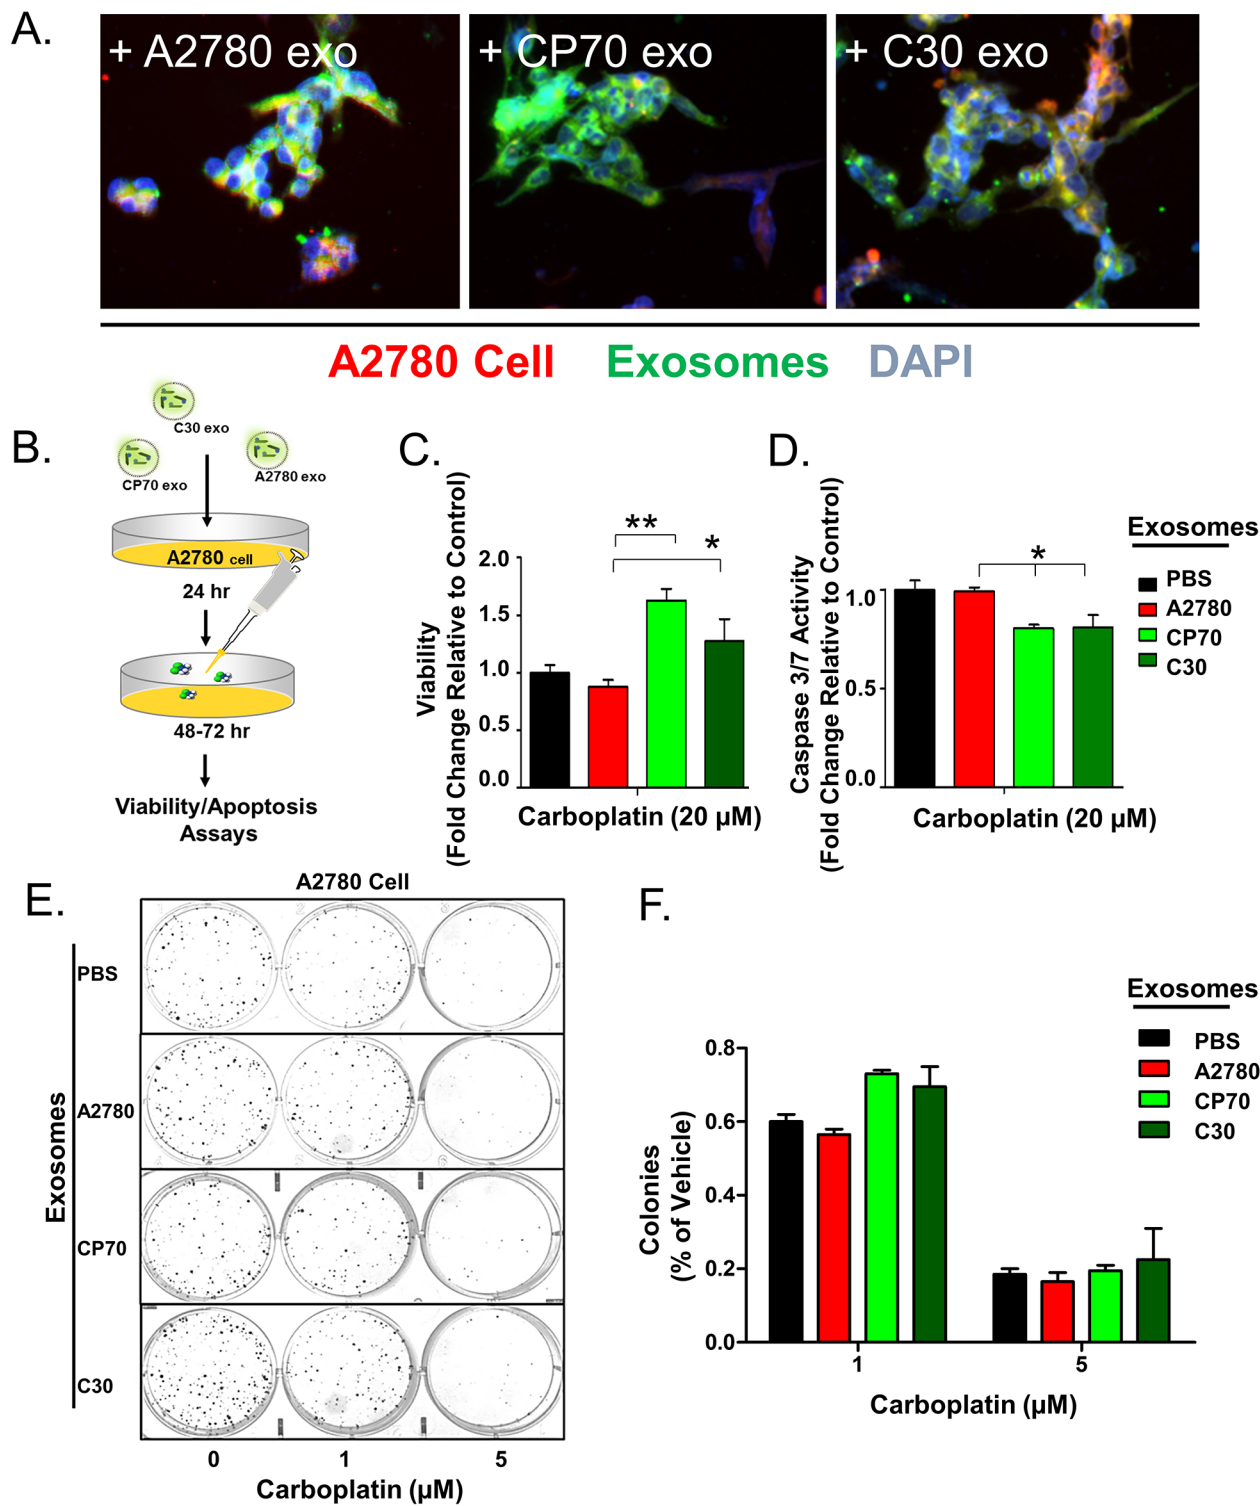 A.
+ A2780 exo
+ CP70 exo
+ C30 exo
A2780 Cell Exosomes DAPI
B.
C30 exo
CP70 exo
A2780 exo
A2780 cell
24 hr
48-72 hr
Viability/Apoptosis
Assays
C.
Viability
(Fold Change Relative to Control)
2.0
1.5
1.0
0.5
0.0
**
*
Carboplatin (20 µM)
D.
Caspase 3/7 Activity
(Fold Change Relative to Control)
1.0
0.5
0.0
*
Carboplatin (20 µM)
Exosomes
PBS
A2780
CP70
C30
E.
A2780 Cell
Exosomes
PBS
A2780
CP70
C30
0 1 5
Carboplatin (µM)
F.
Colonies
(% of Vehicle)
0.8
0.6
0.4
0.2
0.0
1 5
Carboplatin (µM)
Exosomes
PBS
A2780
CP70
C30